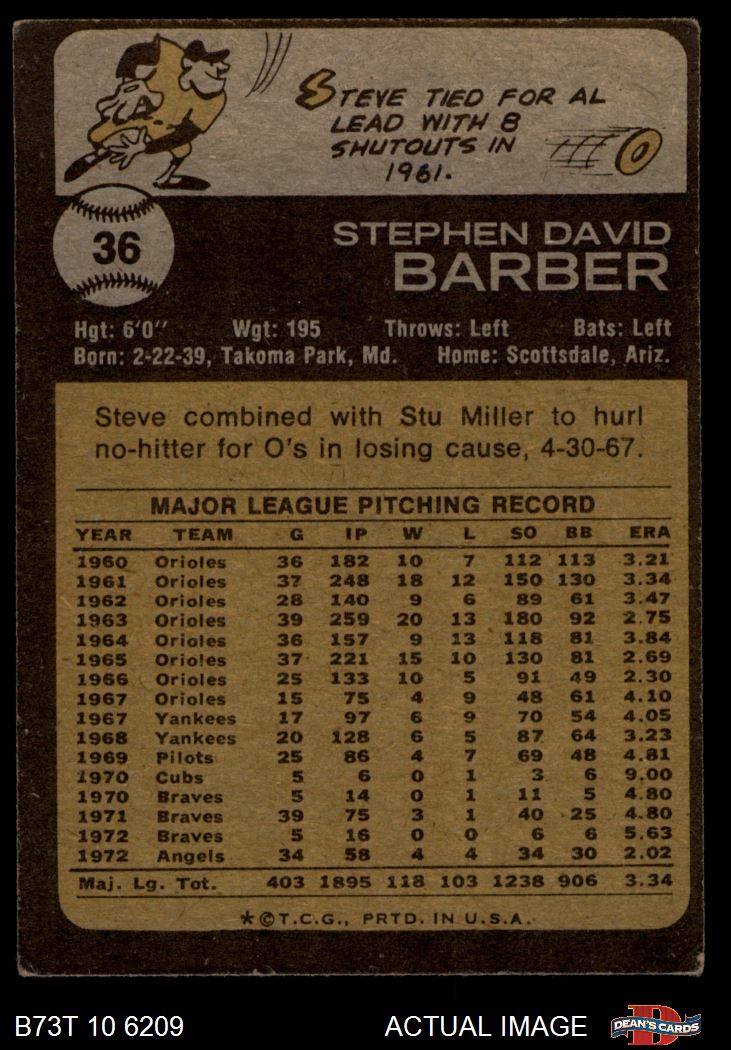 STEVE TIED FOR AL
LEAD WITH 8
SHUTOUTS IN
1961.
36
STEPHEN DAVID
BARBER
Hgt: 6'0" Wgt: 195 Throws: Left Bats: Left
Born: 2-22-39, Takoma Park, Md. Home: Scottsdale, Ariz.
Steve combined with Stu Miller to hurl
no-hitter for O's in losing cause, 4-30-67.
MAJOR LEAGUE PITCHING RECORD
YEAR TEAM G IP W L SO BB ERA
1960 Orioles 36 182 10 7 112 113 3.21
1961 Orioles 37 248 18 12 150 130 3.34
1962 Orioles 28 140 9 6 89 61 3.47
1963 Orioles 39 259 20 13 180 92 2.75
1964 Orioles 36 157 9 13 118 81 3.84
1965 Orioles 37 221 15 10 130 81 2.69
1966 Orioles 25 133 10 5 91 49 2.30
1967 Orioles 15 75 4 9 48 61 4.10
1967 Yankees 17 97 6 9 70 54 4.05
1968 Yankees 20 128 6 5 87 64 3.23
1969 Pilots 25 86 4 7 69 48 4.81
1970 Cubs 5 6 0 1 3 6 9.00
1970 Braves 5 14 0 1 11 5 4.80
1971 Braves 39 75 3 1 40 25 4.80
1972 Braves 5 16 0 0 6 6 5.63
1972 Angels 34 58 4 4 34 30 2.02
Maj. Lg. Tot. 403 1895 118 103 1238 906 3.34
*©T.C.G., PRTD. IN U.S.A.
B73T 10 6209 ACTUAL IMAGE DEAN'S CARDS